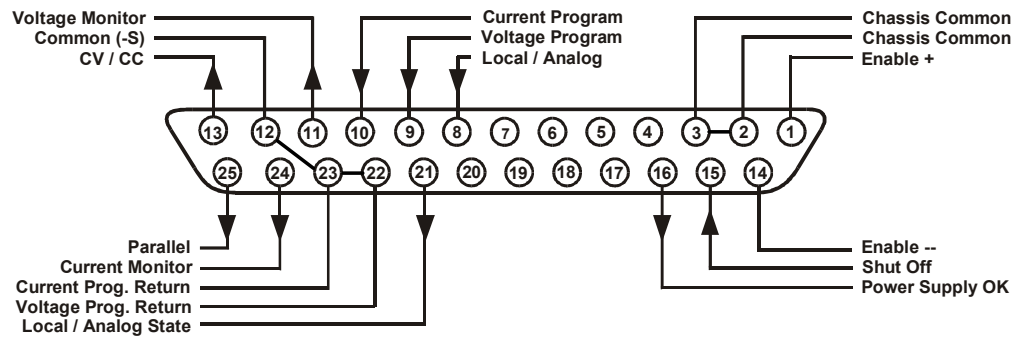 Voltage Monitor
Common (-S)
CV / CC
Current Program
Voltage Program
Local / Analog
Chassis Common
Chassis Common
Enable +
13 12 11 10 9 8 7 6 5 4 3 2 1
25 24 23 22 21 20 19 18 17 16 15 14
Parallel
Current Monitor
Current Prog. Return
Voltage Prog. Return
Local / Analog State
Enable --
Shut Off
Power Supply OK